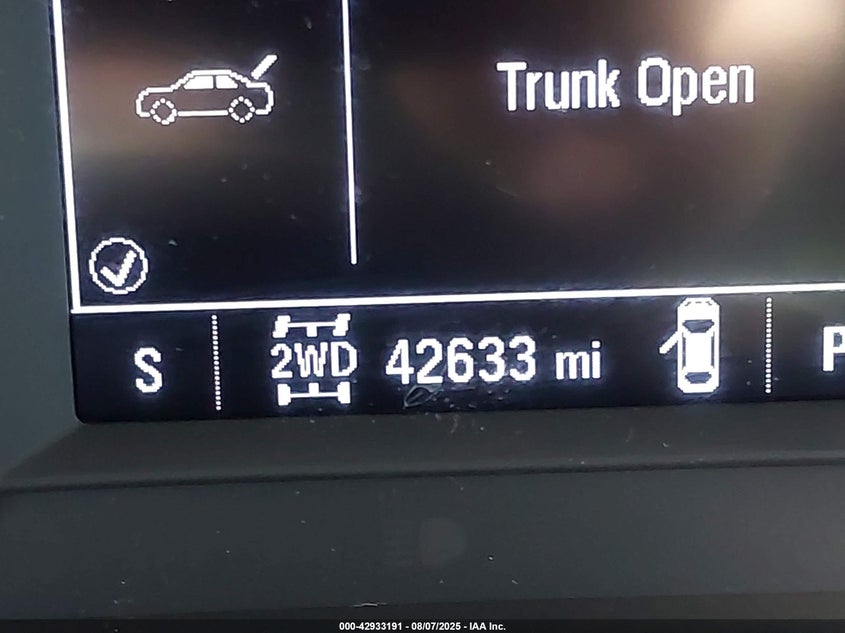 Trunk Open
S
2WD
42633 mi
P
000-42933191 - 08/07/2025 - IAA Inc.